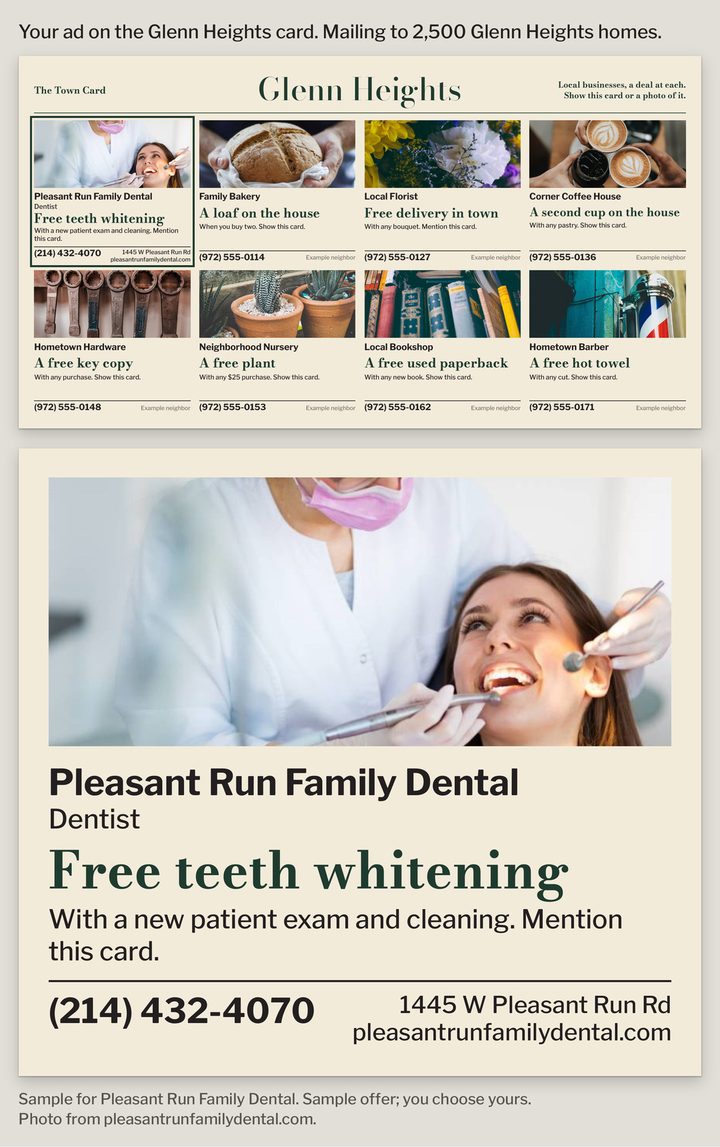 Your ad on the Glenn Heights card. Mailing to 2,500 Glenn Heights homes.
The Town Card
Glenn Heights
Local businesses, a deal at each.
Show this card or a photo of it.
Pleasant Run Family Dental
Dentist
Free teeth whitening
With a new patient exam and cleaning. Mention
this card.
(214) 432-4070
1445 W Pleasant Run Rd
pleasantrunfamilydental.com
Family Bakery
A loaf on the house
When you buy two. Show this card.
(972) 555-0114
Example neighbor
Local Florist
Free delivery in town
With any bouquet. Mention this card.
(972) 555-0127
Example neighbor
Corner Coffee House
A second cup on the house
With any pastry. Show this card.
(972) 555-0136
Example neighbor
Hometown Hardware
A free key copy
With any purchase. Show this card.
(972) 555-0148
Example neighbor
Neighborhood Nursery
A free plant
With any $25 purchase. Show this card.
(972) 555-0153
Example neighbor
Local Bookshop
A free used paperback
With any new book. Show this card.
(972) 555-0162
Example neighbor
Hometown Barber
A free hot towel
With any cut. Show this card.
(972) 555-0171
Example neighbor
Pleasant Run Family Dental
Dentist
Free teeth whitening
With a new patient exam and cleaning. Mention
this card.
(214) 432-4070
1445 W Pleasant Run Rd
pleasantrunfamilydental.com
Sample for Pleasant Run Family Dental. Sample offer; you choose yours.
Photo from pleasantrunfamilydental.com.